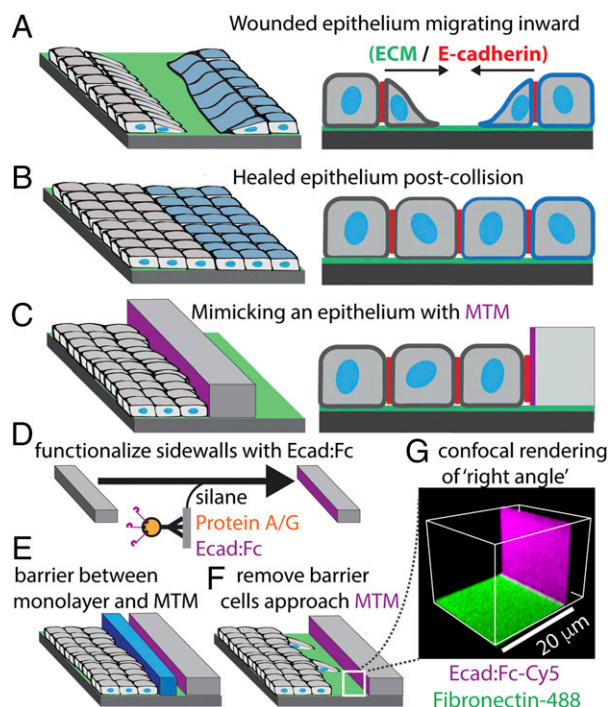 A
Wounded epithelium migrating inward
(ECM / E-cadherin)
B
Healed epithelium post-collision
C
Mimicking an epithelium with MTM
D
functionalize sidewalls with Ecad:Fc
silane
Protein A/G
Ecad:Fc
G
confocal rendering
of 'right angle'
20 μm
Ecad:Fc-Cy5
Fibronectin-488
E
barrier between
monolayer and MTM
F
remove barrier
cells approach MTM